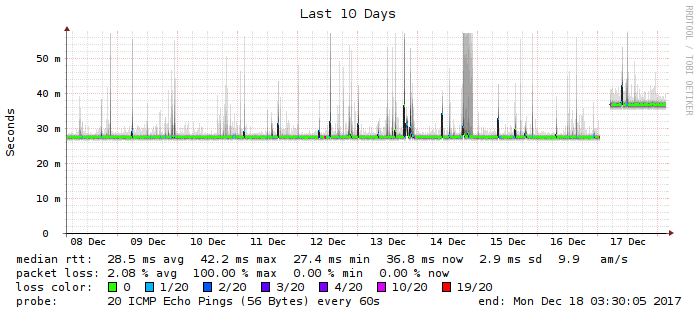 Last 10 Days
RRDTOOL / TOBI OETIKER
Seconds
50 m
40 m
30 m
20 m
10 m
0
08 Dec 09 Dec 10 Dec 11 Dec 12 Dec 13 Dec 14 Dec 15 Dec 16 Dec 17 Dec
median rtt: 28.5 ms avg 42.2 ms max 27.4 ms min 36.8 ms now 2.9 ms sd 9.9 am/s
packet loss: 2.08 % avg 100.00 % max 0.00 % min 0.00 % now
loss color: 0 1/20 2/20 3/20 4/20 10/20 19/20
probe: 20 ICMP Echo Pings (56 Bytes) every 60s end: Mon Dec 18 03:30:05 2017